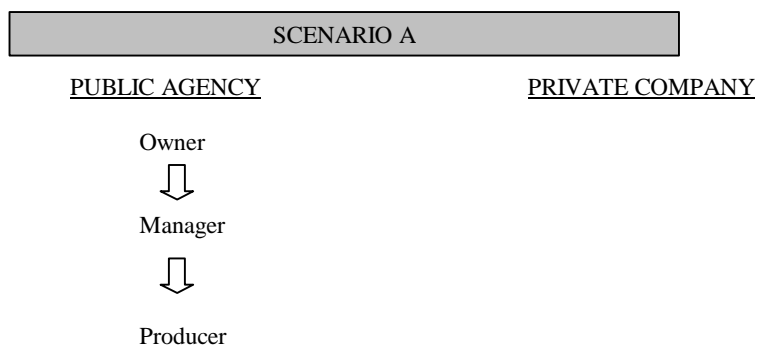 SCENARIO A
PUBLIC AGENCY PRIVATE COMPANY
Owner
Manager
Producer